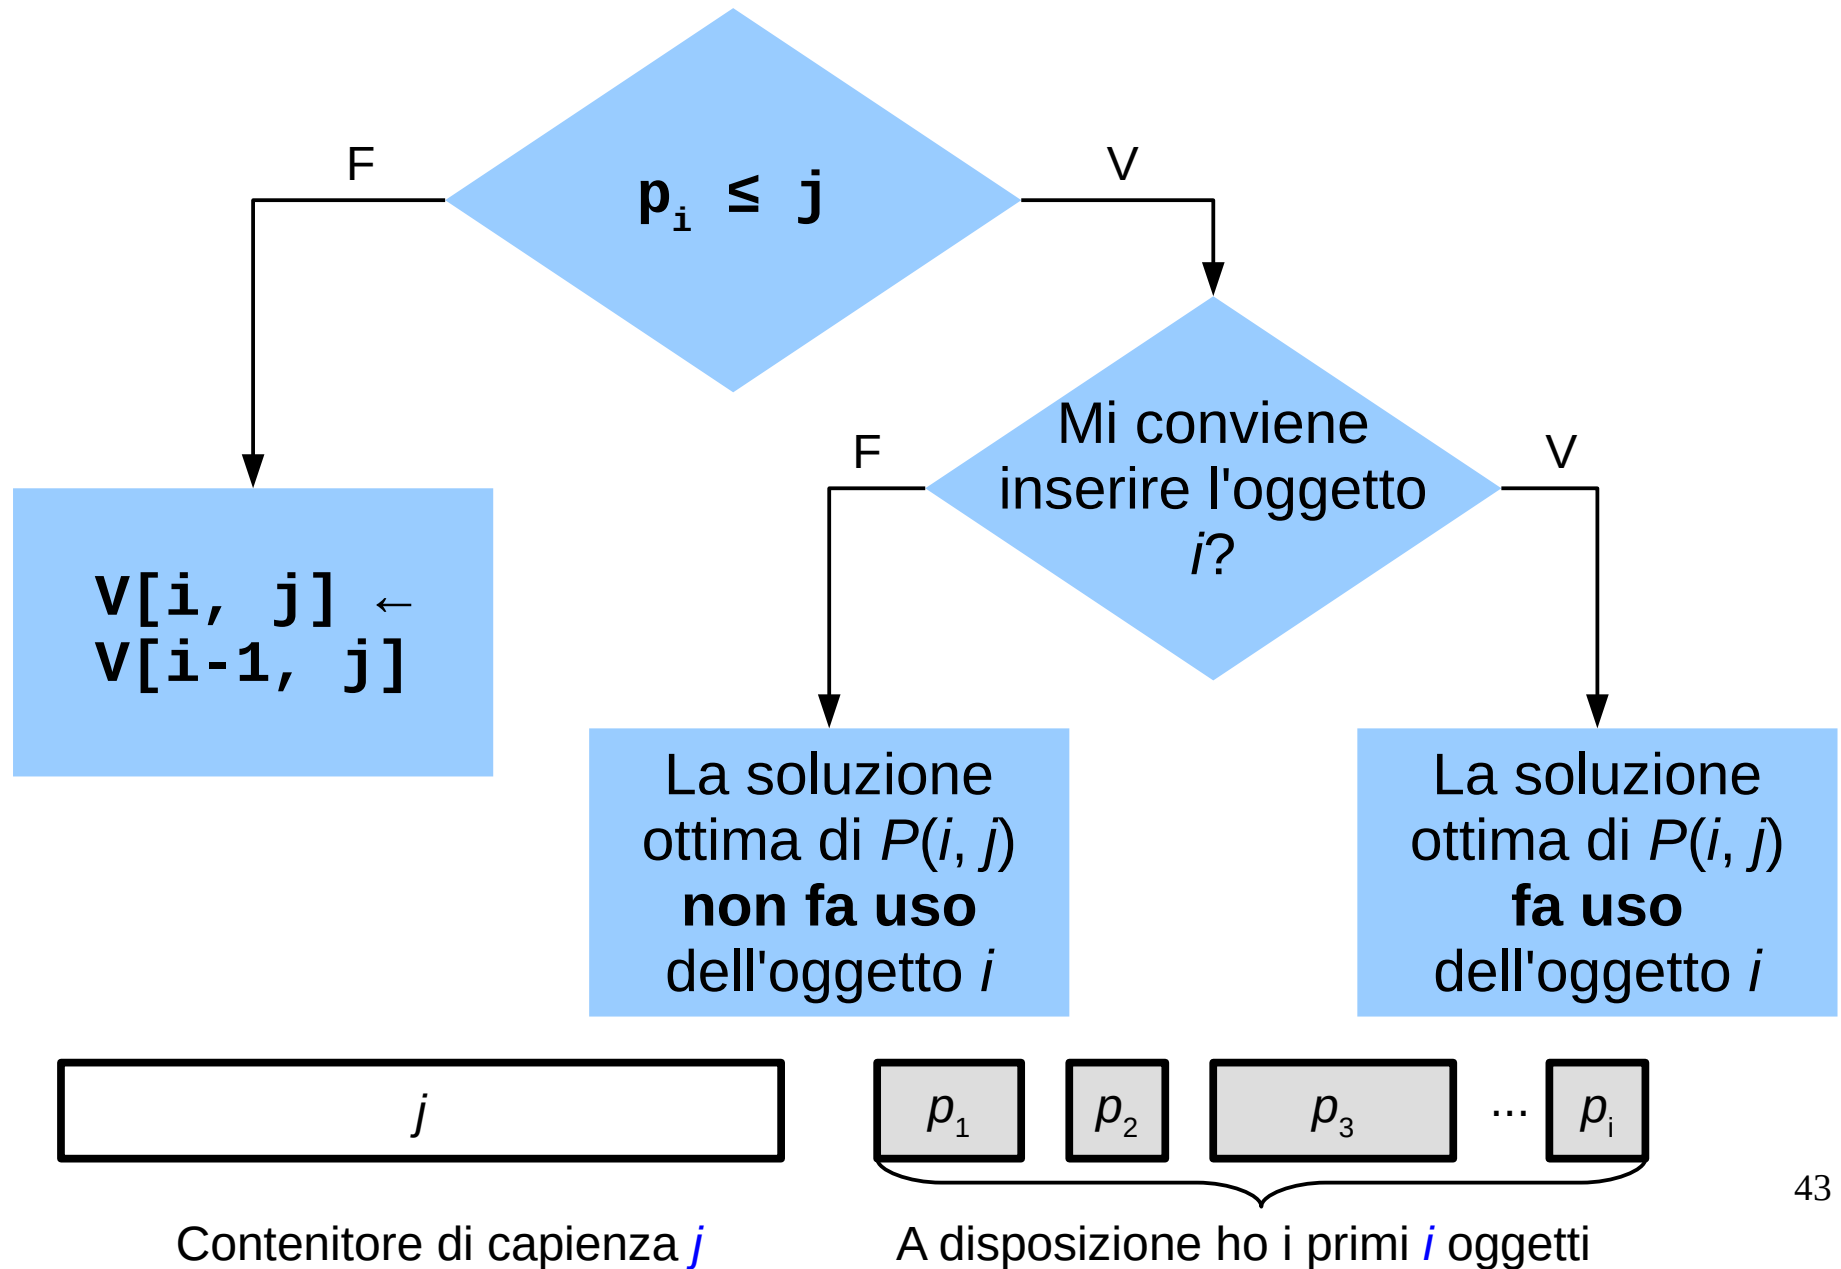 F
V
pi ≤ j
Mi conviene
inserire l'oggetto
i?
F
V
V[i, j] ←
V[i-1, j]
La soluzione
ottima di P(i, j)
non fa uso
dell'oggetto i
La soluzione
ottima di P(i, j)
fa uso
dell'oggetto i
j
p1 p2 p3 ... pi
43
Contenitore di capienza j
A disposizione ho i primi i oggetti